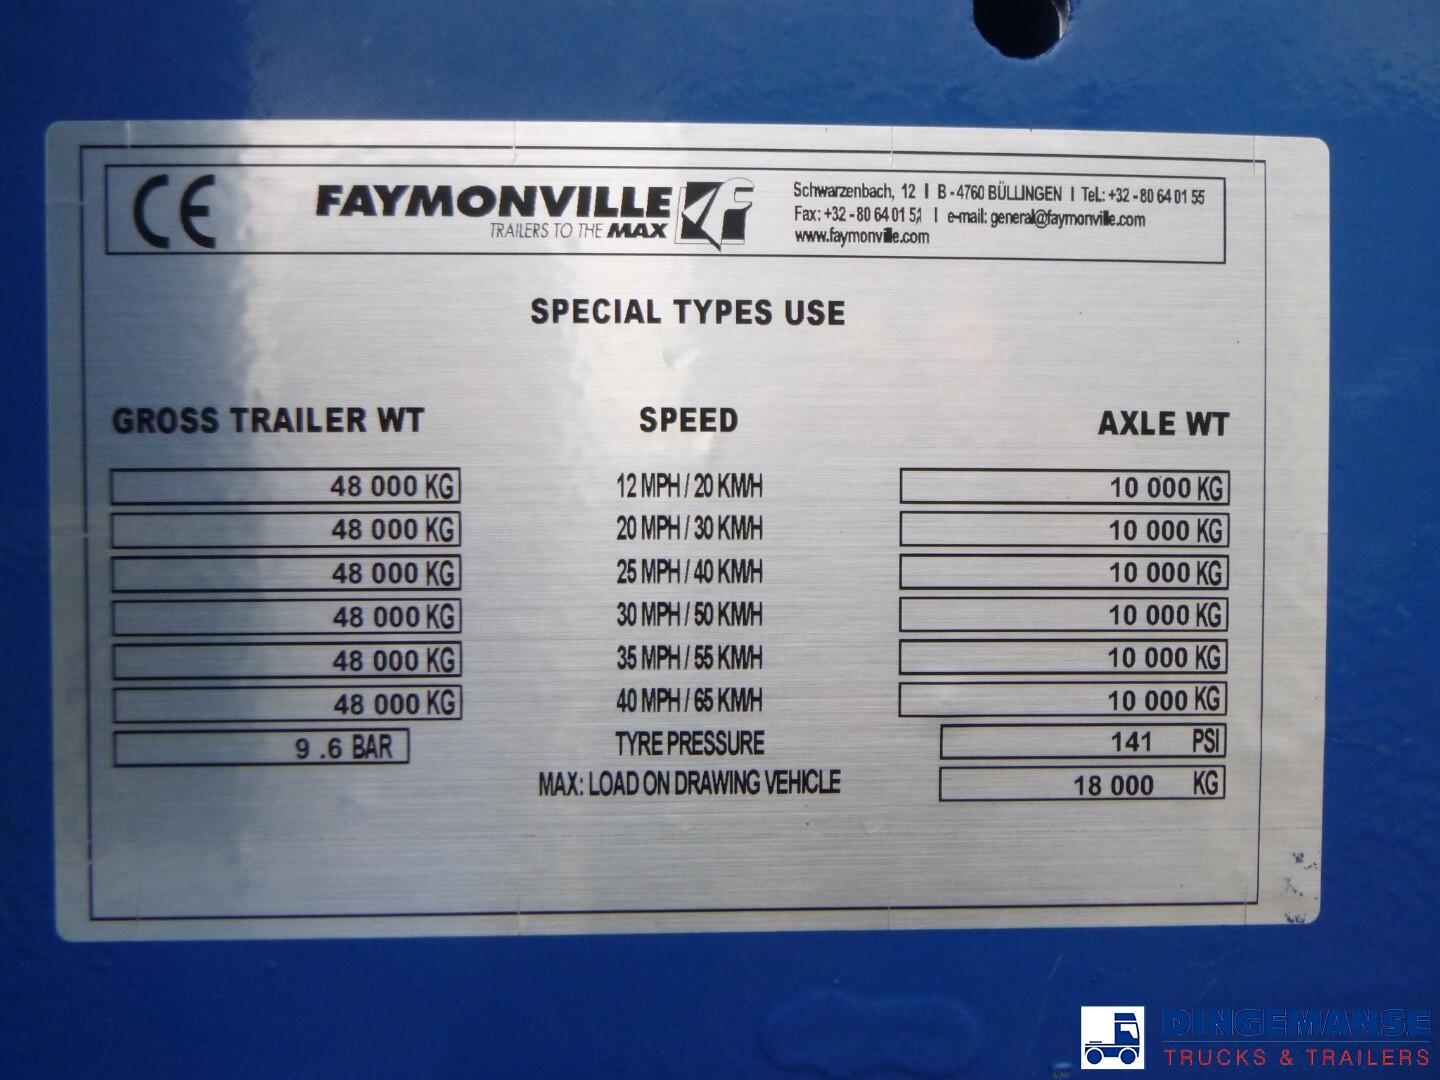 CE FAYMONVILLE
TRAILERS TO THE MAX
Schwarzenbach, 12 I B - 4760 BÜLLINGEN I Tel.: +32 - 80 64 01 55
Fax: +32 - 80 64 01 I e-mail: general@faymonville.com
www.faymonville.com
SPECIAL TYPES USE
GROSS TRAILER WT SPEED AXLE WT
48 000 KG 12 MPH / 20 KM/H 10 000 KG
48 000 KG 20 MPH / 30 KM/H 10 000 KG
48 000 KG 25 MPH / 40 KM/H 10 000 KG
48 000 KG 30 MPH / 50 KM/H 10 000 KG
48 000 KG 35 MPH / 55 KM/H 10 000 KG
48 000 KG 40 MPH / 65 KM/H 10 000 KG
9 .6 BAR TYRE PRESSURE 141 PSI
MAX: LOAD ON DRAWING VEHICLE 18 000 KG
DINGEMANSE
TRUCKS & TRAILERS